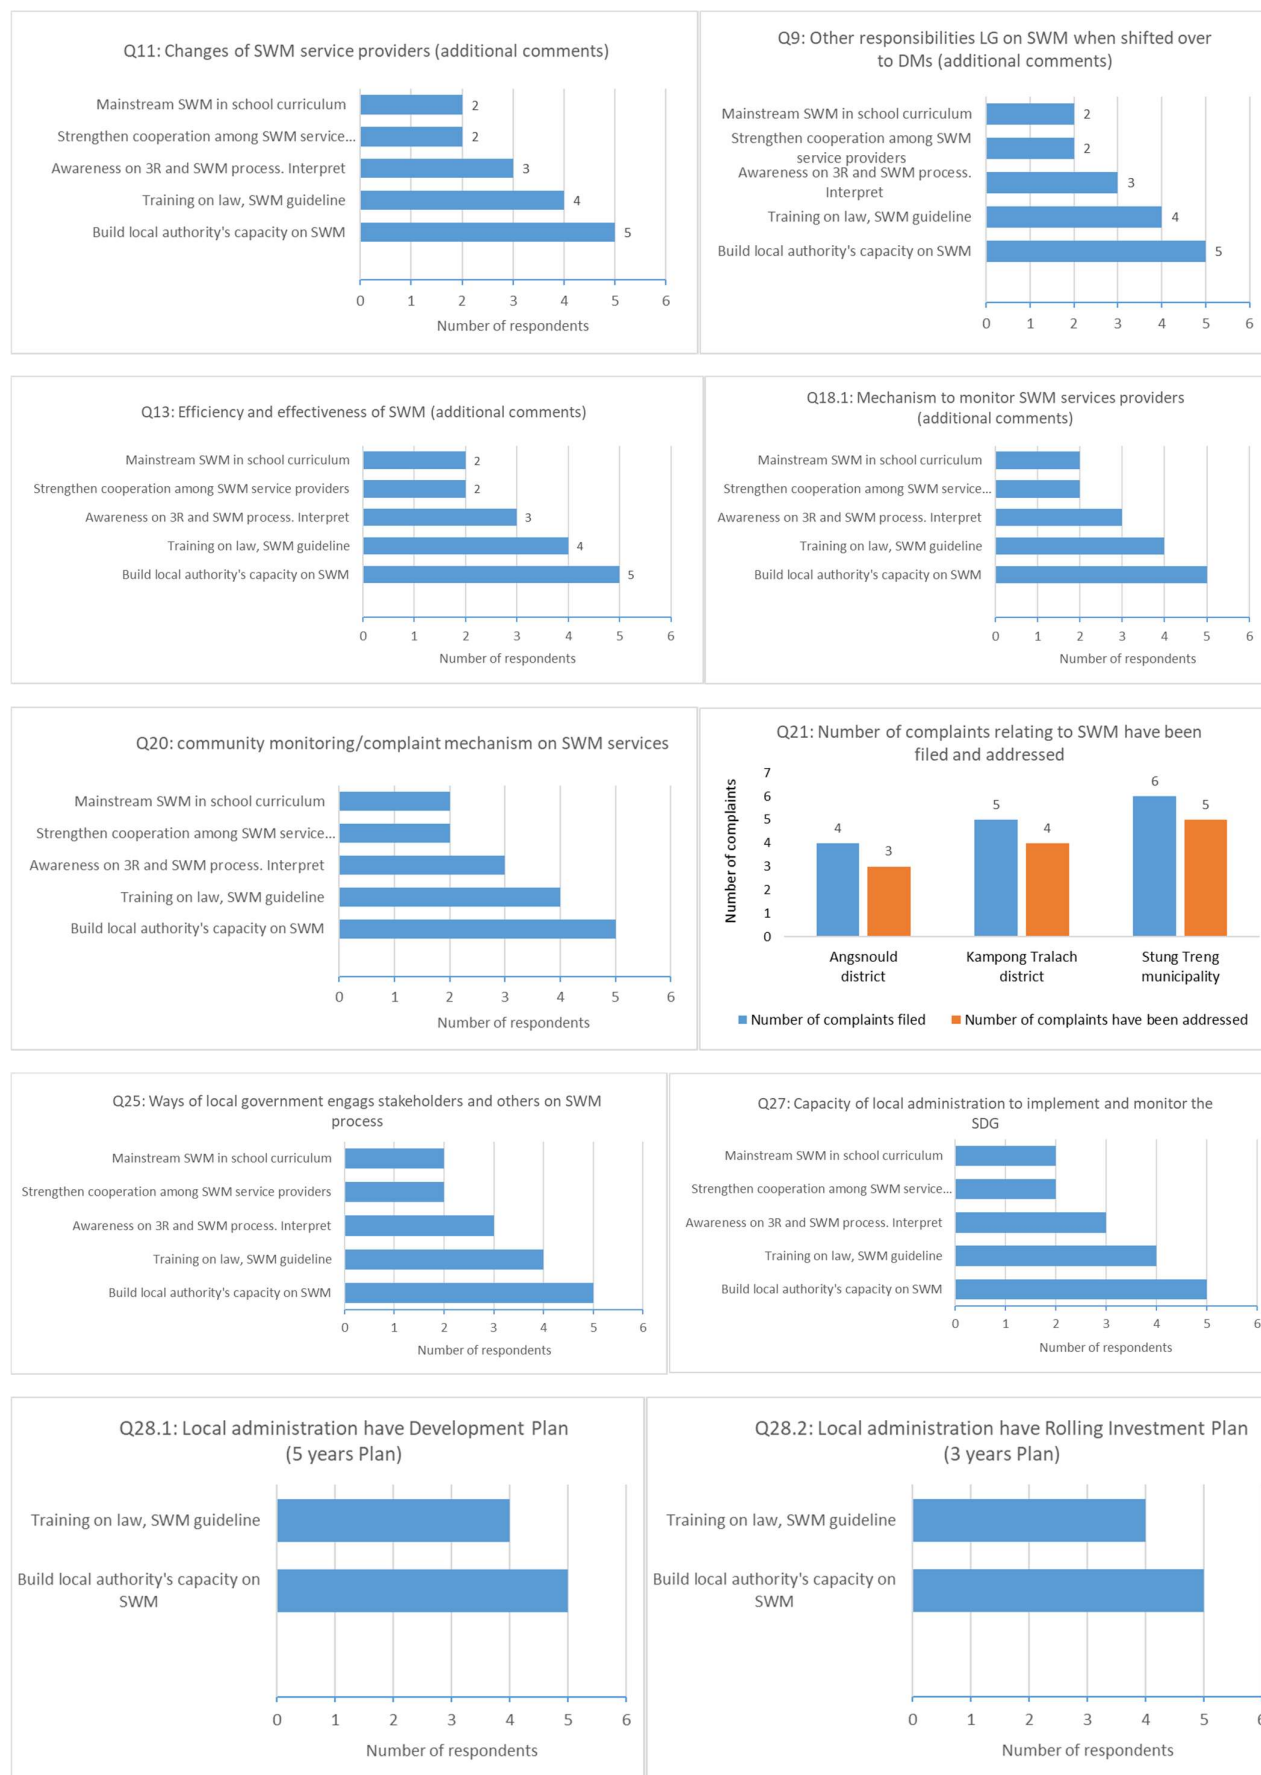 Q11: Changes of SWM service providers (additional comments)
Mainstream SWM in school curriculum
2
Strengthen cooperation among SWM service...
2
Awareness on 3R and SWM process. Interpret
3
Training on law, SWM guideline
4
Build local authority's capacity on SWM
5
0 1 2 3 4 5 6
Number of respondents
Q9: Other responsibilities LG on SWM when shifted over
to DMs (additional comments)
Mainstream SWM in school curriculum
2
Strengthen cooperation among SWM
service providers
2
Awareness on 3R and SWM process.
Interpret
3
Training on law, SWM guideline
4
Build local authority's capacity on SWM
5
0 1 2 3 4 5 6
Q13: Efficiency and effectiveness of SWM (additional comments)
Mainstream SWM in school curriculum
2
Strengthen cooperation among SWM service providers
2
Awareness on 3R and SWM process. Interpret
3
Training on law, SWM guideline
4
Build local authority's capacity on SWM
5
0 1 2 3 4 5 6
Number of respondents
Q18.1: Mechanism to monitor SWM services providers
(additional comments)
Mainstream SWM in school curriculum
Strengthen cooperation among SWM service...
Awareness on 3R and SWM process. Interpret
Training on law, SWM guideline
Build local authority's capacity on SWM
0 1 2 3 4 5 6
Number of respondents
Q20: community monitoring/complaint mechanism on SWM services
Mainstream SWM in school curriculum
Strengthen cooperation among SWM service...
Awareness on 3R and SWM process. Interpret
Training on law, SWM guideline
Build local authority's capacity on SWM
0 1 2 3 4 5 6
Number of respondents
Q21: Number of complaints relating to SWM have been
filed and addressed
Number of complaints
7
6
5
4
3
2
1
0
4
3
5
4
6
5
Angsnould
district
Kampong Tralach
district
Stung Treng
municipality
Number of complaints filed
Number of complaints have been addressed
Q25: Ways of local government engags stakeholders and others on SWM
process
Mainstream SWM in school curriculum
Strengthen cooperation among SWM service providers
Awareness on 3R and SWM process. Interpret
Training on law, SWM guideline
Build local authority's capacity on SWM
0 1 2 3 4 5 6
Number of respondents
Q27: Capacity of local administration to implement and monitor the
SDG
Mainstream SWM in school curriculum
Strengthen cooperation among SWM service...
Awareness on 3R and SWM process. Interpret
Training on law, SWM guideline
Build local authority's capacity on SWM
0 1 2 3 4 5 6
Number of respondents
Q28.1: Local administration have Development Plan
(5 years Plan)
Training on law, SWM guideline
Build local authority's capacity on
SWM
0 1 2 3 4 5 6
Number of respondents
Q28.2: Local administration have Rolling Investment Plan
(3 years Plan)
Training on law, SWM guideline
Build local authority's capacity on
SWM
0 1 2 3 4 5 6
Number of respondents